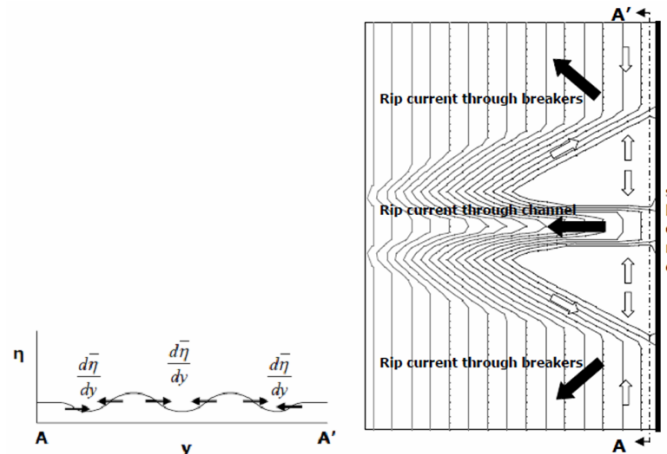 A’
Rip current through breakers
Rip current through channel
Rip current through breakers
A
η
dη̅
dy
dη̅
dy
dη̅
dy
A
y
A’